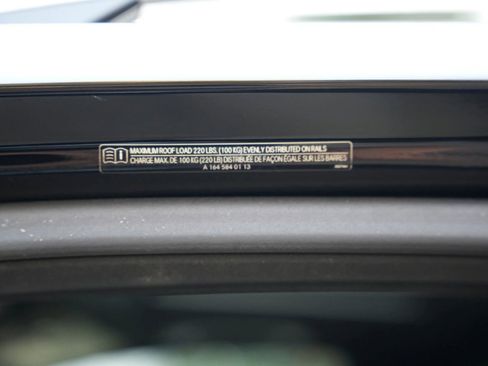 MAXIMUM ROOF LOAD 220 LBS. (100 KG) EVENLY DISTRIBUTED ON RAILS
CHARGE MAX. DE 100 KG (220 LB) DISTRIBUÉE DE FAÇON ÉGALE SUR LES BARRES
A 164 584 01 13